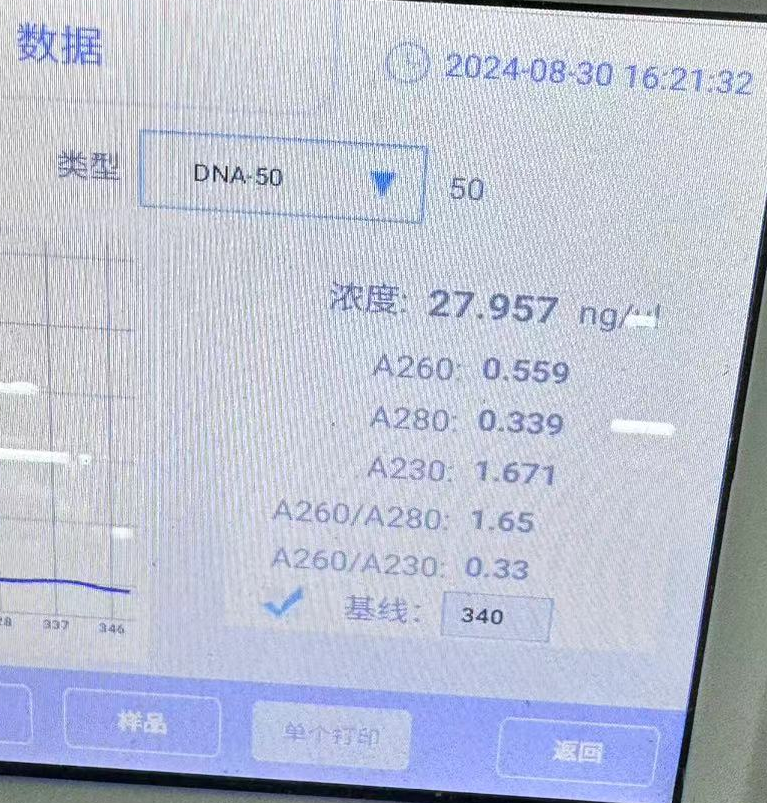 数据
2024-08-30 16:21:32
类型 DNA-50 50
浓度: 27.957 ng/μl
A260: 0.559
A280: 0.339
A230: 1.671
A260/A280: 1.65
A260/A230: 0.33
基线: 340
337 346
样品 单个打印 返回